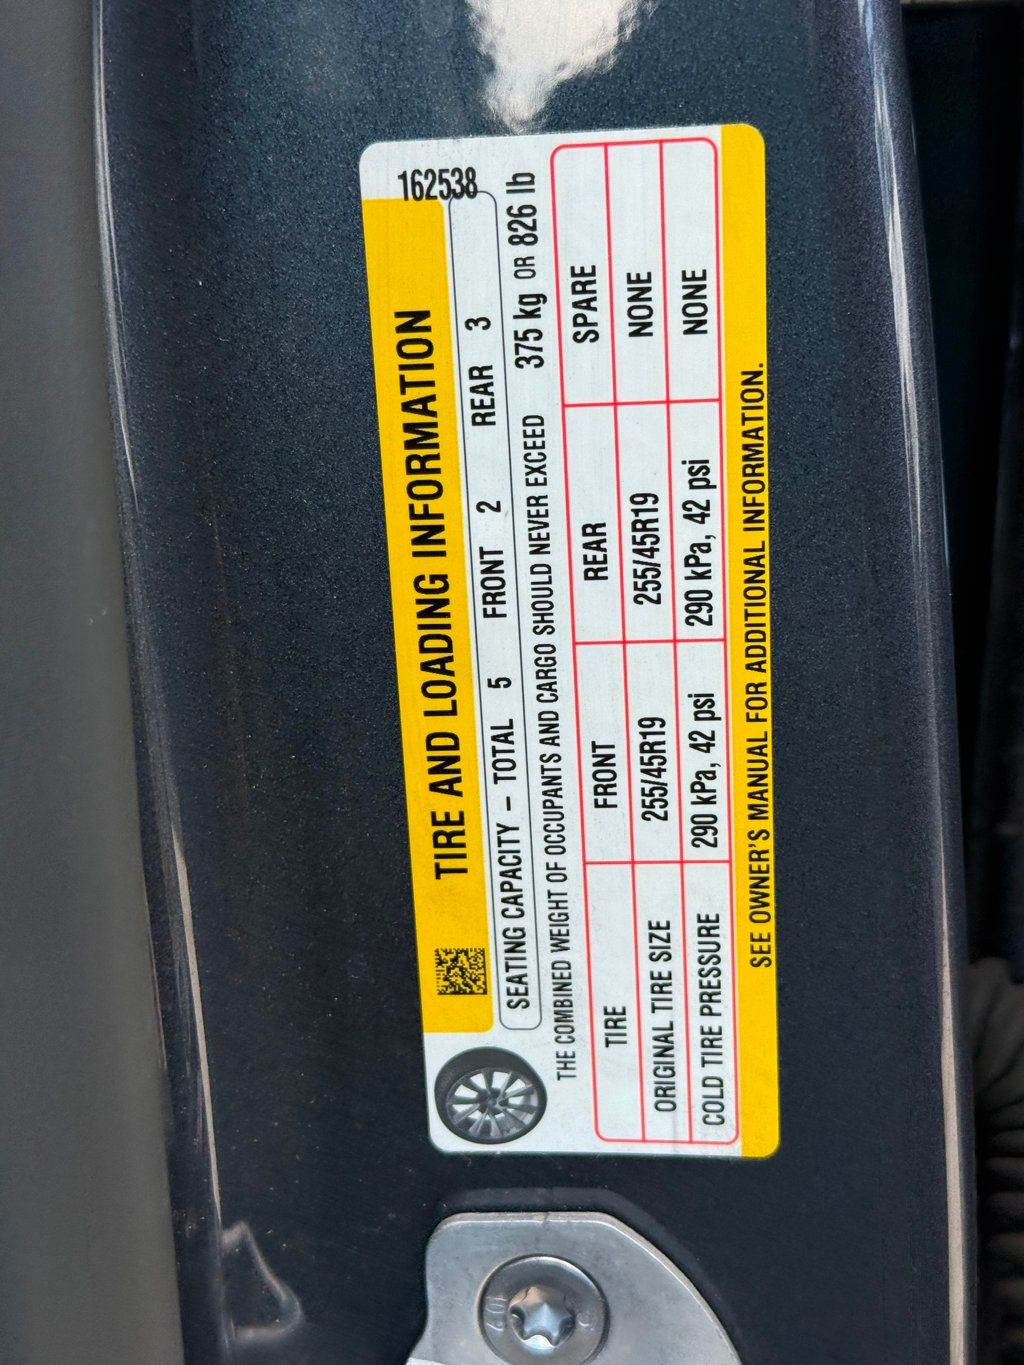 162538
TIRE AND LOADING INFORMATION
SEATING CAPACITY – TOTAL 5 FRONT 2 REAR 3
THE COMBINED WEIGHT OF OCCUPANTS AND CARGO SHOULD NEVER EXCEED 375 kg OR 826 lb
TIRE FRONT REAR SPARE
ORIGINAL TIRE SIZE 255/45R19 255/45R19 NONE
COLD TIRE PRESSURE 290 kPa, 42 psi 290 kPa, 42 psi NONE
SEE OWNER'S MANUAL FOR ADDITIONAL INFORMATION.